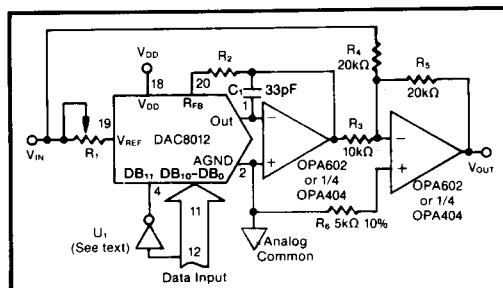 R4
20kΩ
R2
R5
20kΩ
VDD
18
20
C1
33pF
VDD
RFB
1
Out
19
VIN
R1
VREF
DAC8012
R3
10kΩ
AGND
2
OPA602
or 1/4
OPA404
DB11 DB10–DB0
4
OPA602
or 1/4
OPA404
VOUT
11
R6 5kΩ 10%
U1
(See text)
12
Analog
Common
Data Input